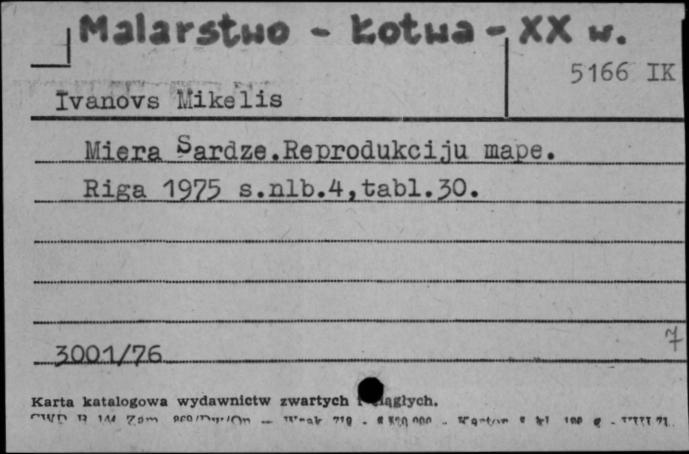 Malarstwo - Łotwa - XX w.
5166 IK
Ivanovs Mikelis
Miera Sardze.Reprodukciju mape.
Riga 1975 s.nlb.4,tabl.30.
7
3001/76
Karta katalogowa wydawnictw zwartych i ciągłych.